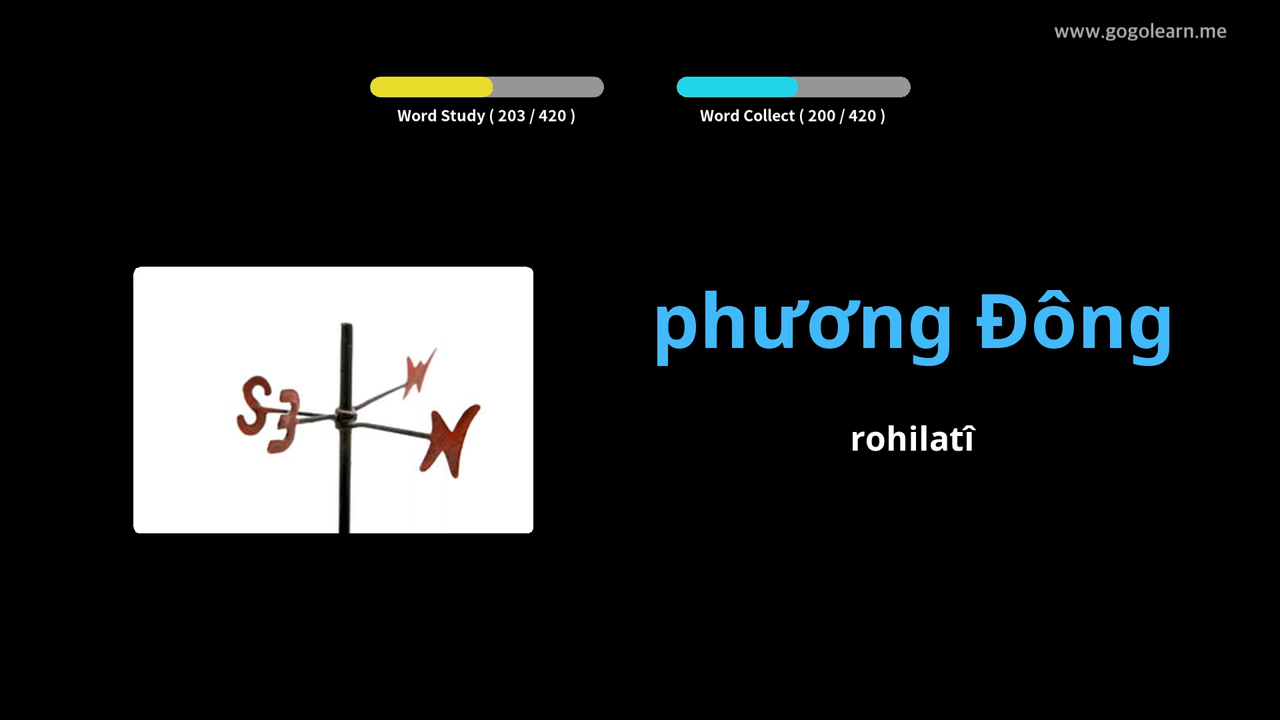 www.gogolearn.me
Word Study ( 203 / 420 )
Word Collect ( 200 / 420 )
phương Đông
rohilatî
S
E
N